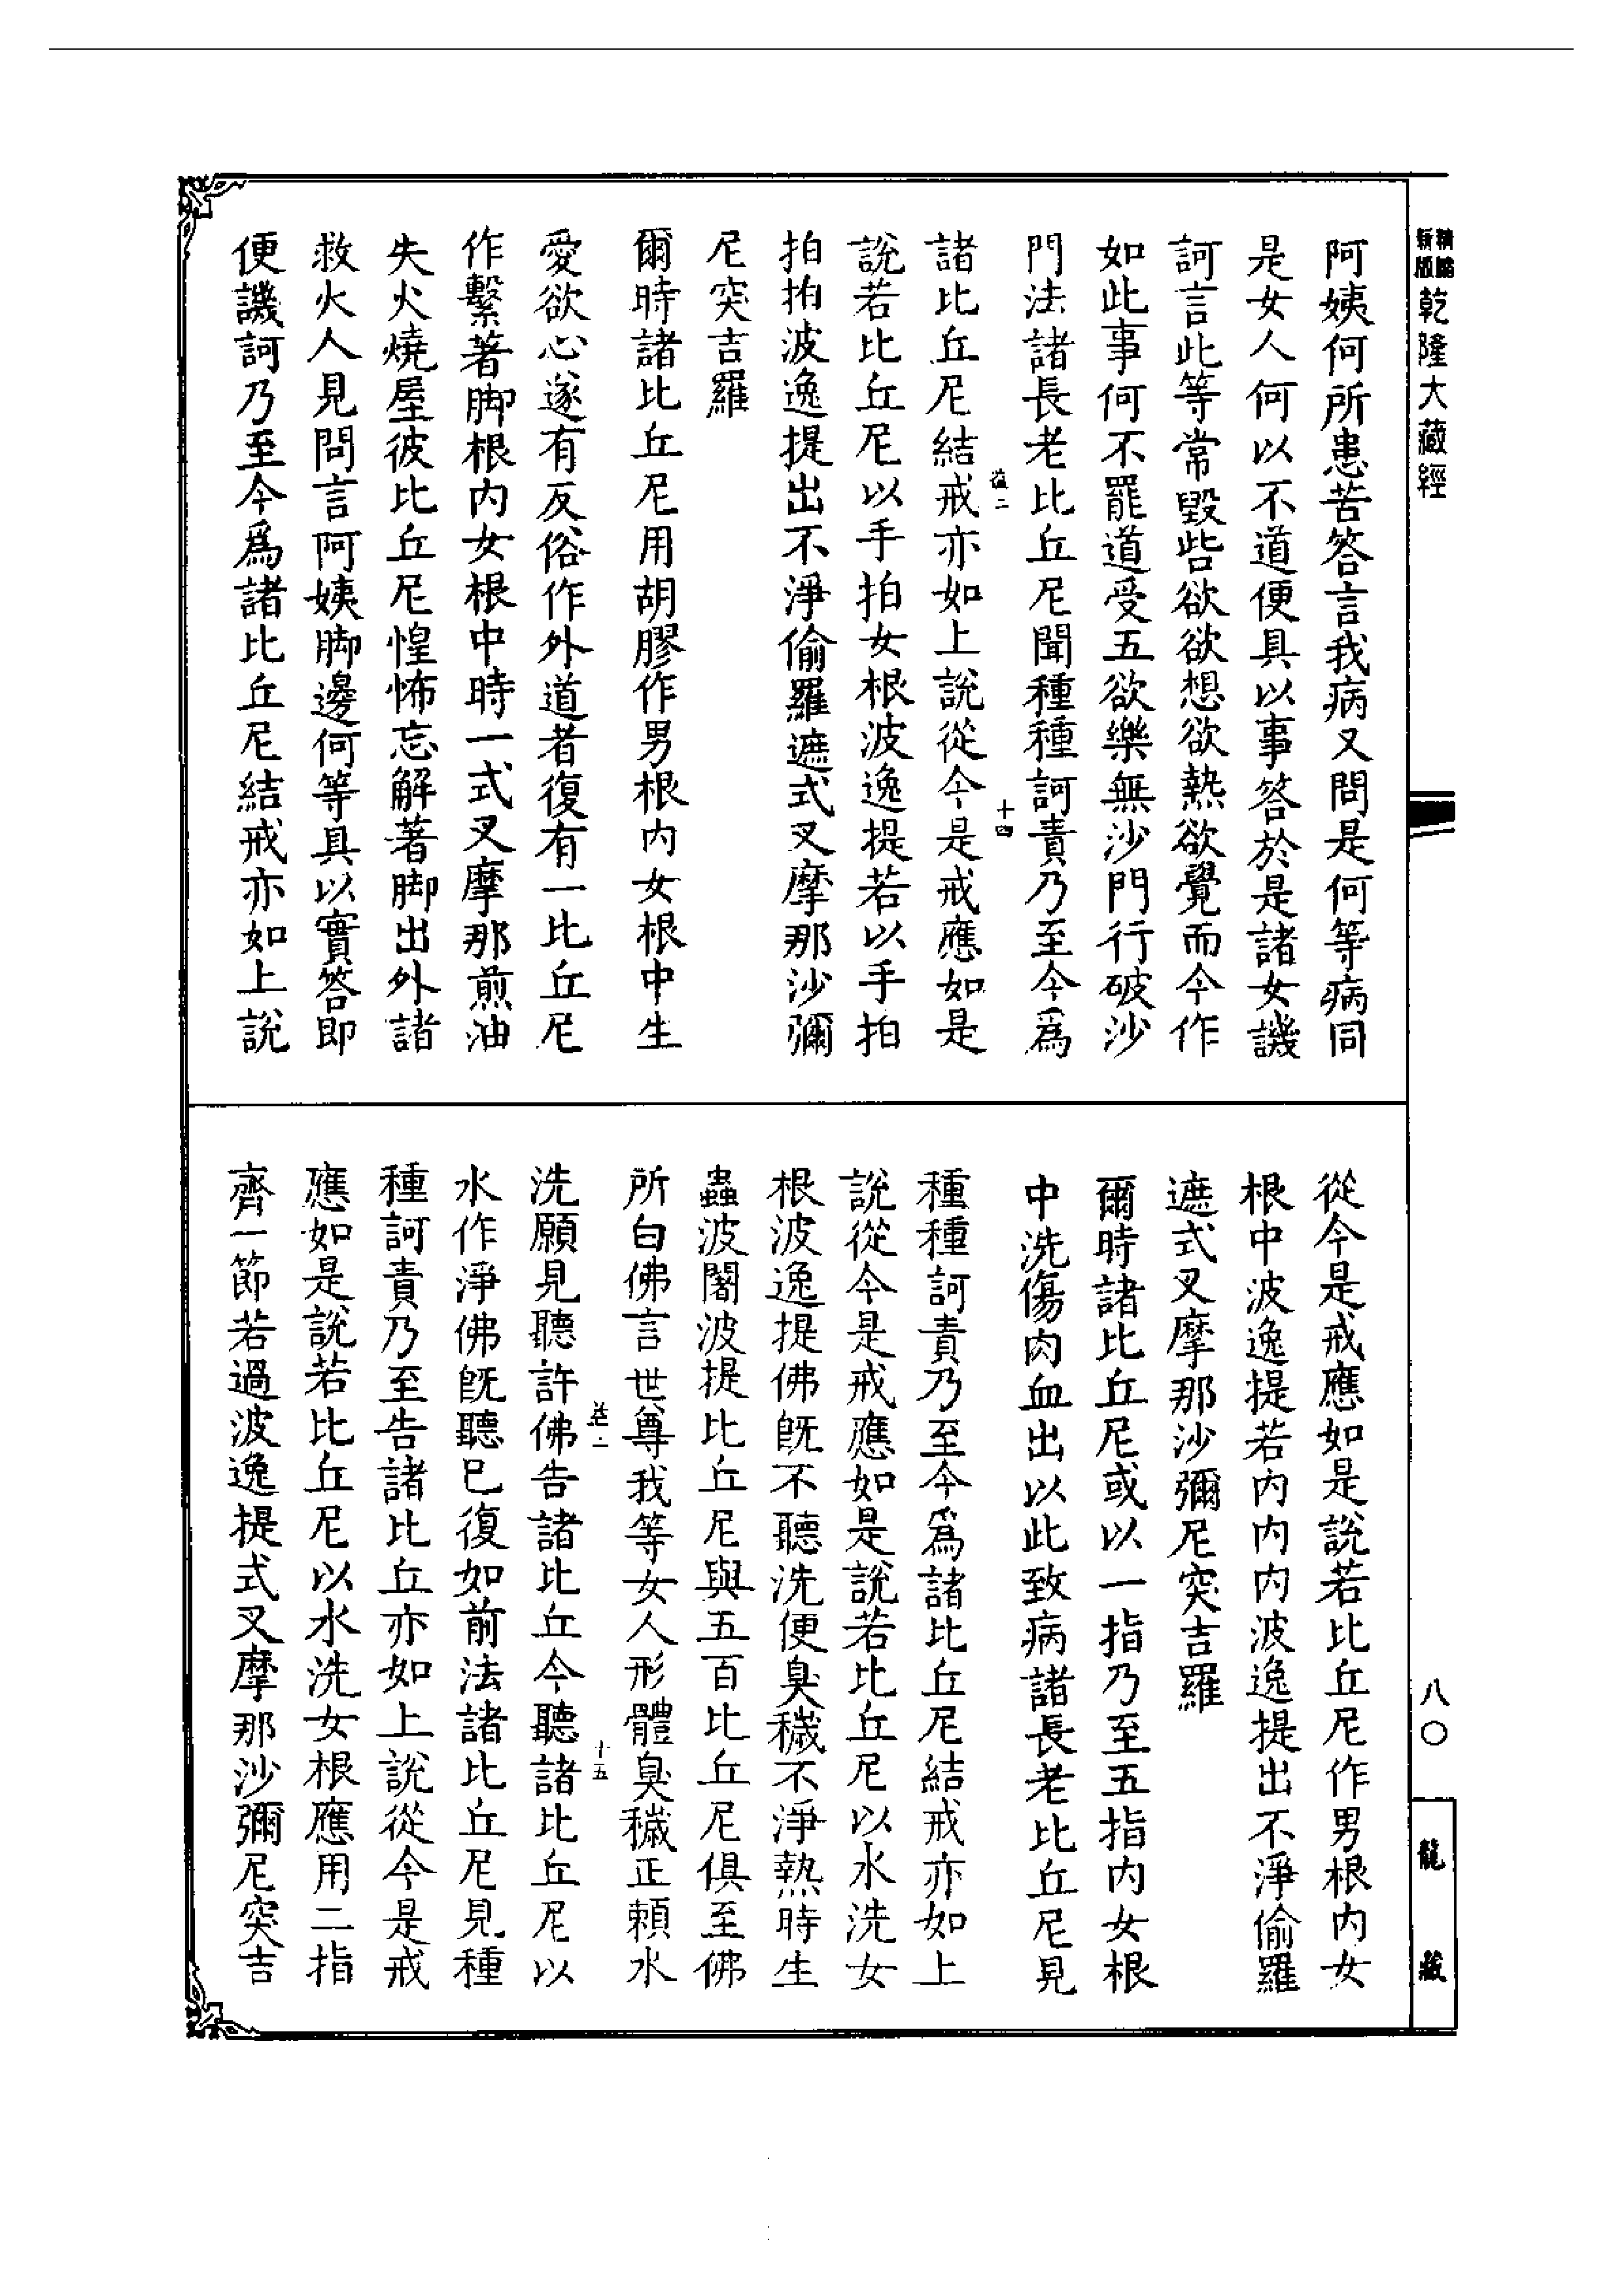 精縮新版乾隆大藏經
八〇
龍藏
阿姨何所患苦答言我病又問是何等病同
是女人何以不道便具以事答於是諸女譏
訶言此等常毀呰欲欲想欲熱欲覺而今作
如此事何不罷道受五欲樂無沙門行破沙
門法諸長老比丘尼聞種種訶責乃至今爲
十四
諸比丘尼結戒亦如上說從今是戒應如是
說若比丘尼以手拍女根波逸提若以手拍
拍拍波逸提出不淨偷羅遮式叉摩那沙彌
尼突吉羅
爾時諸比丘尼用胡膠作男根內女根中生
愛欲心遂有反俗作外道者復有一比丘尼
作繫著脚根內女根中時一式叉摩那煎油
失火燒屋彼比丘尼惶怖忘解著脚出外諸
救火人見問言阿姨脚邊何等具以實答即
便譏訶乃至今爲諸比丘尼結戒亦如上說
從今是戒應如是說若比丘尼作男根內女
根中波逸提若內內內波逸提出不淨偷羅
遮式叉摩那沙彌尼突吉羅
爾時諸比丘尼或以一指乃至五指內女根
中洗傷肉血出以此致病諸長老比丘尼見
種種訶責乃至今爲諸比丘尼結戒亦如上
說從今是戒應如是說若比丘尼以水洗女
根波逸提佛旣不聽洗便臭穢不淨熱時生
蟲波闍波提比丘尼與五百比丘尼俱至佛
所白佛言世尊我等女人形體臭穢正賴水
十五
洗願見聽許佛告諸比丘今聽諸比丘尼以
水作淨佛旣聽已復如前法諸比丘尼見種
種訶責乃至告諸比丘亦如上說從今是戒
應如是說若比丘尼以水洗女根應用二指
齊一節若過波逸提式叉摩那沙彌尼突吉